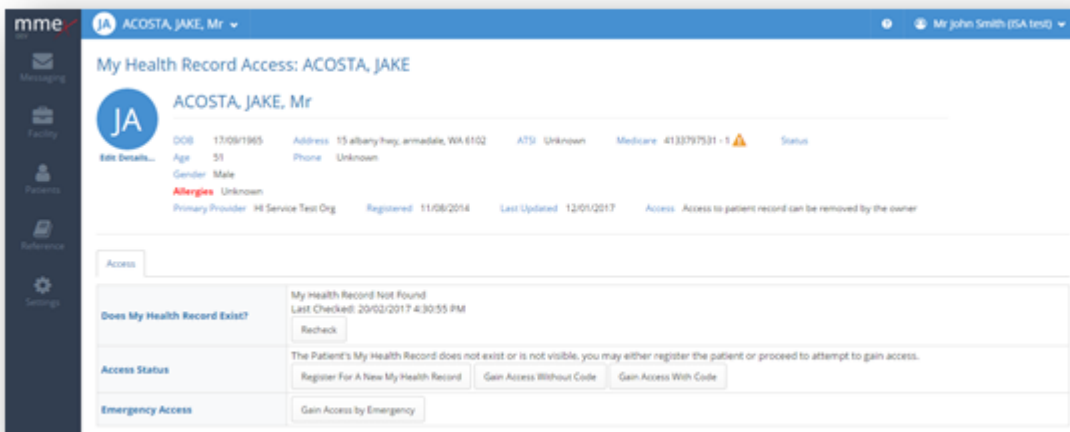 mme
JA ACOSTA, JAKE, Mr
Mr John Smith (ISA test)
Messaging
Facility
Patients
Reference
Settings
My Health Record Access: ACOSTA, JAKE
JA
Edit Details...
ACOSTA, JAKE, Mr
DOB 17/09/1965 Address 15 albany hwy, armadale, WA 6102 ATSI Unknown Medicare 4133797531 - 1 Status
Age 51 Phone Unknown
Gender Male
Allergies Unknown
Primary Provider HI Service Test Org Registered 11/08/2014 Last Updated 12/01/2017 Access Access to patient record can be removed by the owner
Access
Does My Health Record Exist?
My Health Record Not Found
Last Checked: 20/02/2017 4:30:55 PM
Recheck
Access Status
The Patient's My Health Record does not exist or is not visible, you may either register the patient or proceed to attempt to gain access.
Register For A New My Health Record Gain Access Without Code Gain Access With Code
Emergency Access
Gain Access by Emergency